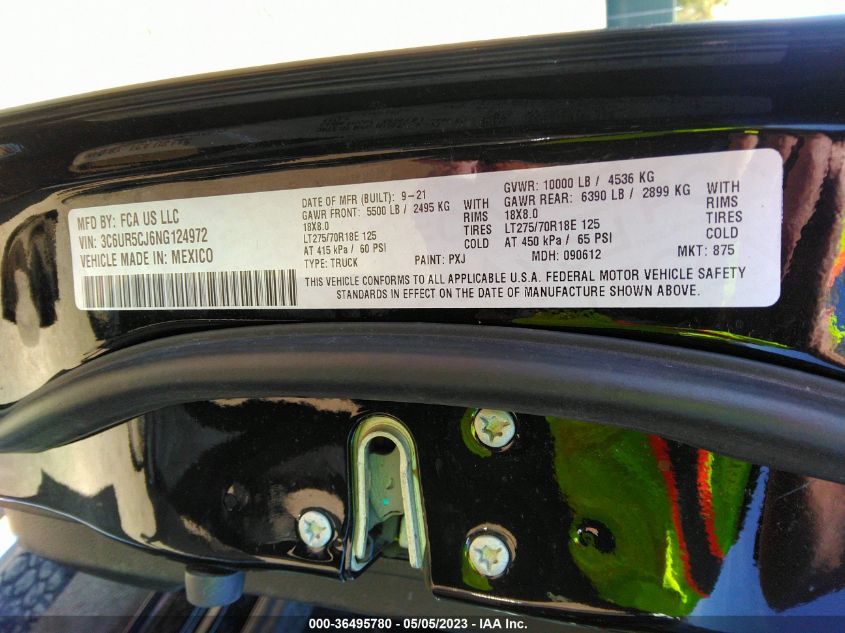 MFD BY: FCA US LLC
VIN: 3C6UR5CJ6NG124972
VEHICLE MADE IN: MEXICO
DATE OF MFR (BUILT): 9-21
GAWR FRONT: 5500 LB / 2495 KG WITH
18X8.0 RIMS
LT275/70R18E 125 TIRES
AT 415 kPa / 60 PSI COLD
TYPE: TRUCK PAINT: PXJ
GVWR: 10000 LB / 4536 KG
GAWR REAR: 6390 LB / 2899 KG WITH
18X8.0 RIMS
LT275/70R18E 125 TIRES
AT 450 kPa / 65 PSI COLD
MDH: 090612 MKT: 875
THIS VEHICLE CONFORMS TO ALL APPLICABLE U.S.A. FEDERAL MOTOR VEHICLE SAFETY
STANDARDS IN EFFECT ON THE DATE OF MANUFACTURE SHOWN ABOVE.
000-36495780 - 05/05/2023 - IAA Inc.